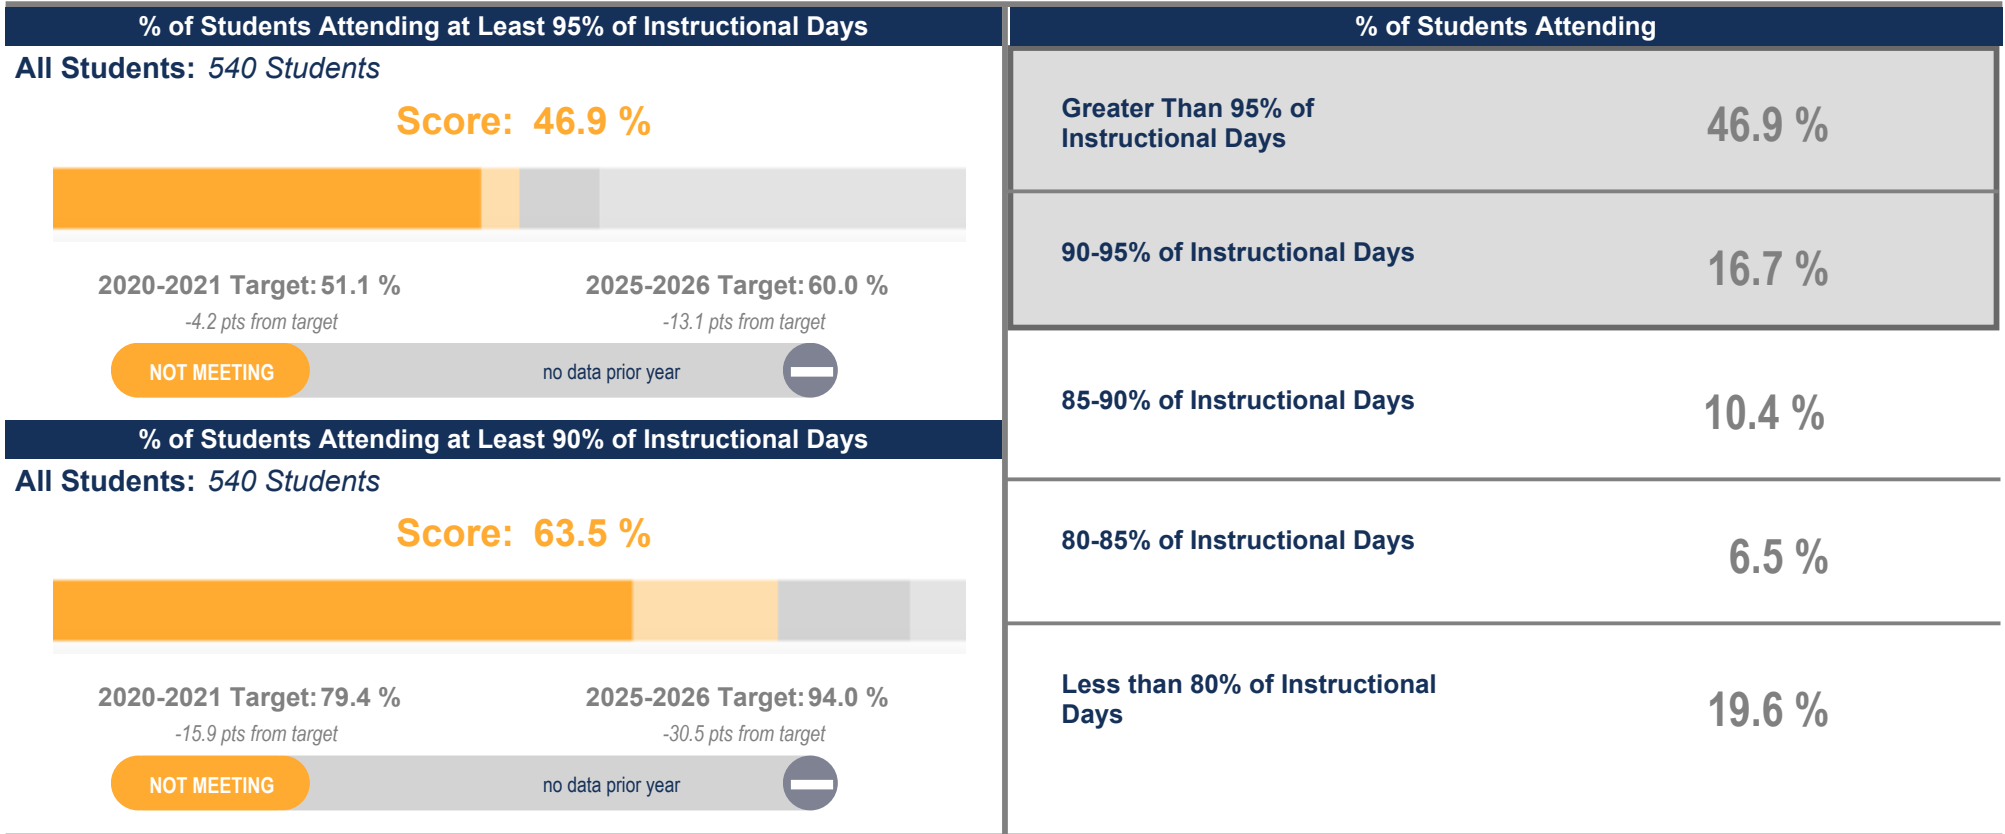 % of Students Attending at Least 95% of Instructional Days
All Students: 540 Students
Score: 46.9 %
2020-2021 Target: 51.1 % 2025-2026 Target: 60.0 %
-4.2 pts from target -13.1 pts from target
NOT MEETING no data prior year
% of Students Attending at Least 90% of Instructional Days
All Students: 540 Students
Score: 63.5 %
2020-2021 Target: 79.4 % 2025-2026 Target: 94.0 %
-15.9 pts from target -30.5 pts from target
NOT MEETING no data prior year
% of Students Attending
Greater Than 95% of
Instructional Days
46.9 %
90-95% of Instructional Days
16.7 %
85-90% of Instructional Days
10.4 %
80-85% of Instructional Days
6.5 %
Less than 80% of Instructional
Days
19.6 %